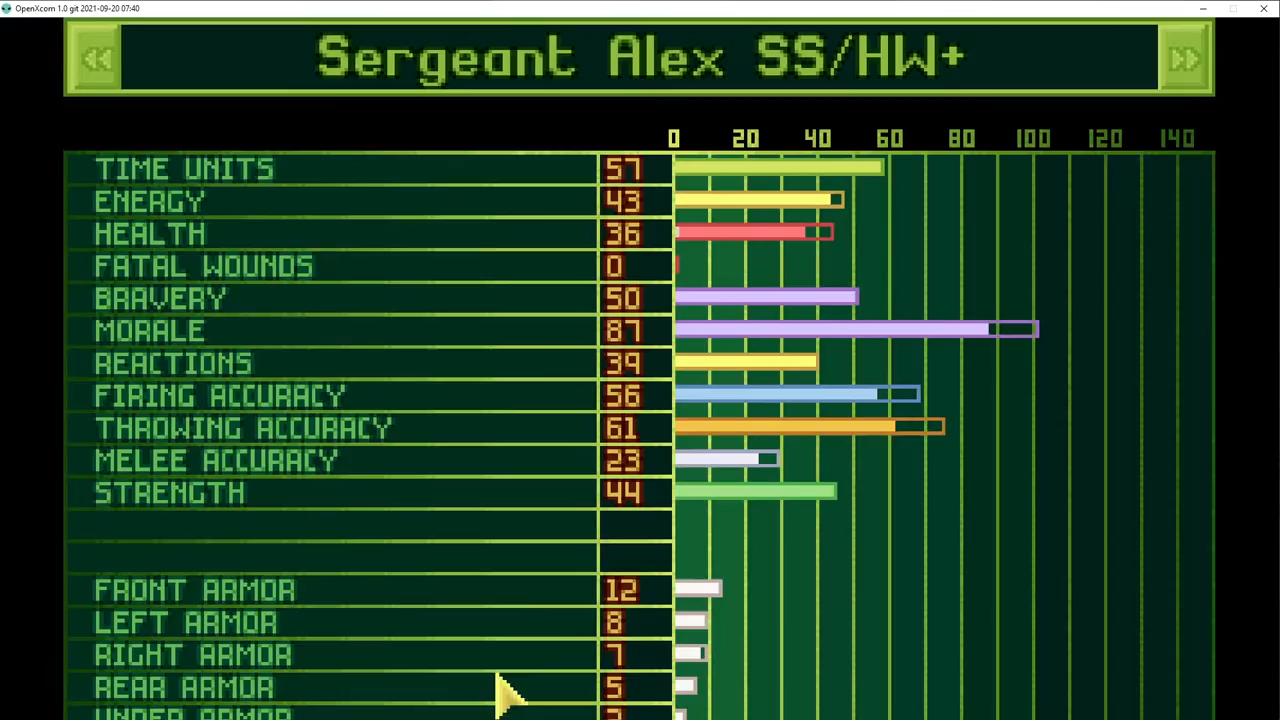 OpenXcom 1.0 git 2021-09-20 07:40
Sergeant Alex SS/HW+
0 20 40 60 80 100 120 140
TIME UNITS 57
ENERGY 43
HEALTH 36
FATAL WOUNDS 0
BRAVERY 50
MORALE 87
REACTIONS 39
FIRING ACCURACY 56
THROWING ACCURACY 61
MELEE ACCURACY 23
STRENGTH 44
FRONT ARMOR 12
LEFT ARMOR 8
RIGHT ARMOR 7
REAR ARMOR 5
UNDER ARMOR